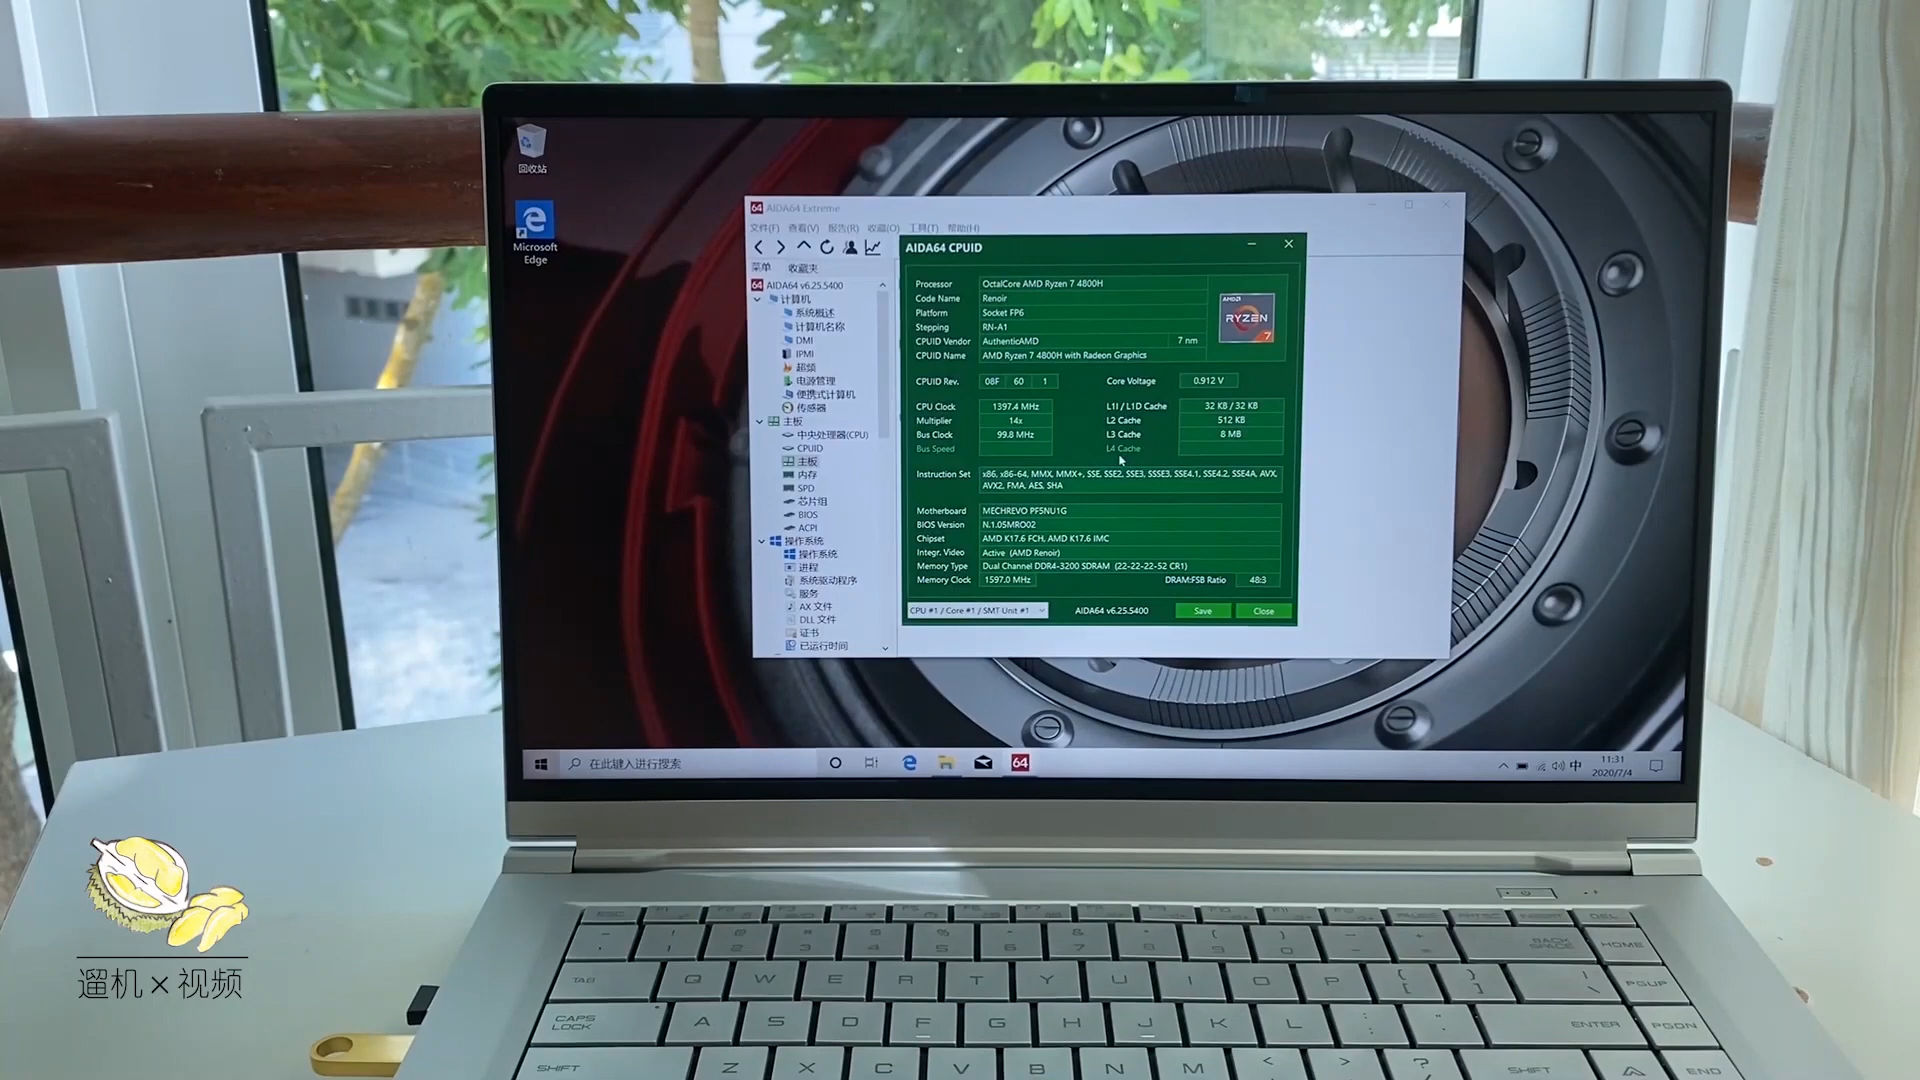 回收站
Microsoft
Edge
64 AIDA64 Extreme
文件(F) 查看(V) 报告(R) 收藏(O) 工具(T) 帮助(H)
菜单 收藏夹
64 AIDA64 v6.25.5400
计算机
系统概述
计算机名称
DMI
IPMI
超频
电源管理
便携式计算机
传感器
主板
中央处理器(CPU)
CPUID
主板
内存
SPD
芯片组
BIOS
ACPI
操作系统
操作系统
进程
系统驱动程序
服务
AX 文件
DLL 文件
证书
已运行时间
AIDA64 CPUID
Processor OctalCore AMD Ryzen 7 4800H
Code Name Renoir
Platform Socket FP6
Stepping RN-A1
CPUID Vendor AuthenticAMD 7 nm
CPUID Name AMD Ryzen 7 4800H with Radeon Graphics
AMD
RYZEN
7
CPUID Rev. 08F 60 1 Core Voltage 0.912 V
CPU Clock 1397.4 MHz L1I / L1D Cache 32 KB / 32 KB
Multiplier 14x L2 Cache 512 KB
Bus Clock 99.8 MHz L3 Cache 8 MB
Bus Speed L4 Cache
Instruction Set x86, x86-64, MMX, MMX+, SSE, SSE2, SSE3, SSSE3, SSE4.1, SSE4.2, SSE4A, AVX,
AVX2, FMA, AES, SHA
Motherboard MECHREVO PF5NU1G
BIOS Version N.1.05MRO02
Chipset AMD K17.6 FCH, AMD K17.6 IMC
Integr. Video Active (AMD Renoir)
Memory Type Dual Channel DDR4-3200 SDRAM (22-22-22-52 CR1)
Memory Clock 1597.0 MHz DRAM:FSB Ratio 48:3
CPU #1 / Core #1 / SMT Unit #1 AIDA64 v6.25.5400 Save Close
在此键入进行搜索
64
中
11:31
2020/7/4
遛机×视频
BACK
SPACE
HOME
TAB Q W E R T Y U I O P { [ } ] | \ PGUP
CAPS
LOCK
A S D F G H J K L : ; ENTER PGDN
SHIFT Z X C V B N M < > ? SHIFT END